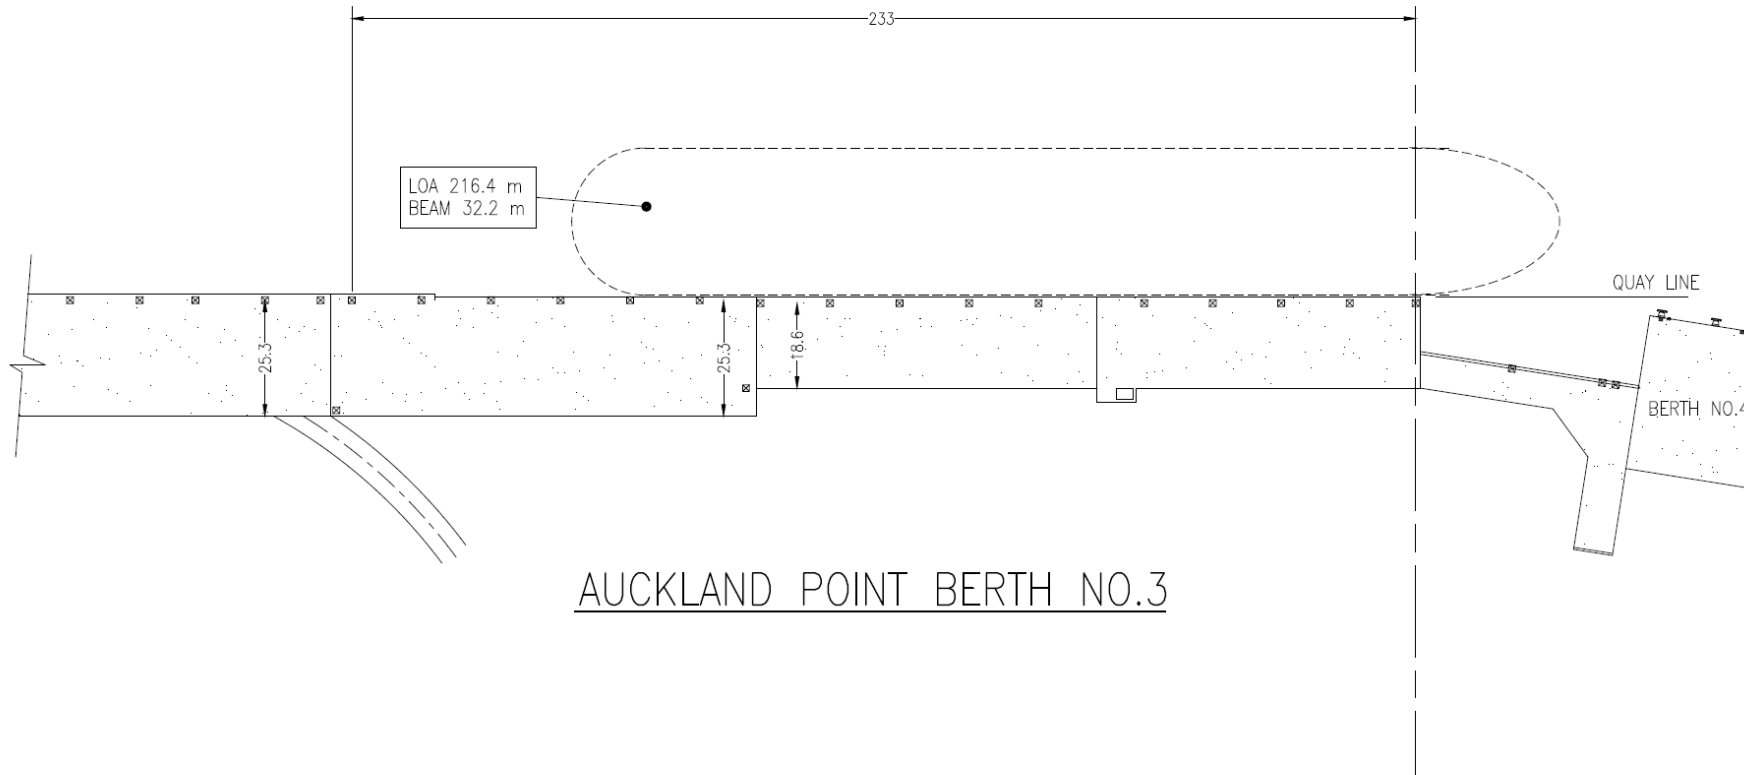 233
LOA 216.4 m
BEAM 32.2 m
QUAY LINE
25.3
25.3
18.6
BERTH NO.4
AUCKLAND POINT BERTH NO.3